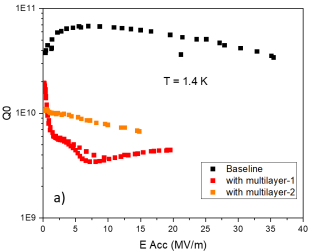 1E11
1E10
1E9
Q0
T = 1.4 K
a)
Baseline
with multilayer-1
with multilayer-2
0 5 10 15 20 25 30 35 40
E Acc (MV/m)